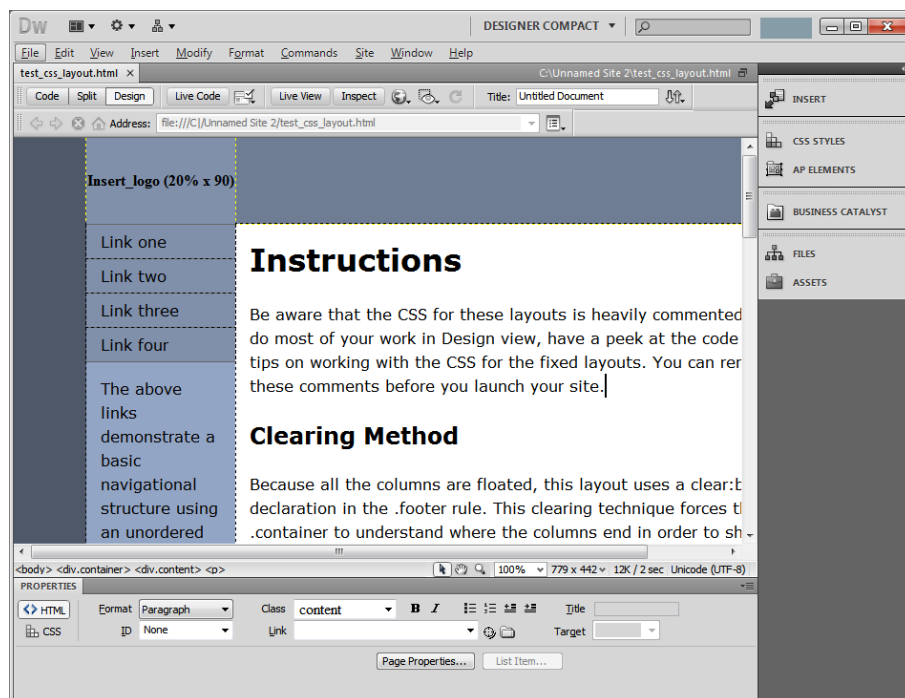 Dw DESIGNER COMPACT
File Edit View Insert Modify Format Commands Site Window Help
test_css_layout.html C:\Unnamed Site 2\test_css_layout.html
Code Split Design Live Code Live View Inspect Title: Untitled Document
Address: file:///C|/Unnamed Site 2/test_css_layout.html
Insert_logo (20% x 90)
Link one
Link two
Link three
Link four
The above
links
demonstrate a
basic
navigational
structure using
an unordered
Instructions
Be aware that the CSS for these layouts is heavily commented
do most of your work in Design view, have a peek at the code
tips on working with the CSS for the fixed layouts. You can rer
these comments before you launch your site.
Clearing Method
Because all the columns are floated, this layout uses a clear:b
declaration in the .footer rule. This clearing technique forces tl
.container to understand where the columns end in order to sh
INSERT
CSS STYLES
AP ELEMENTS
BUSINESS CATALYST
FILES
ASSETS
<body> <div.container> <div.content> <p> 100% 779 x 442 12K / 2 sec Unicode (UTF-8)
PROPERTIES
<> HTML Format Paragraph Class content B I Title
CSS ID None Link Target
Page Properties... List Item...